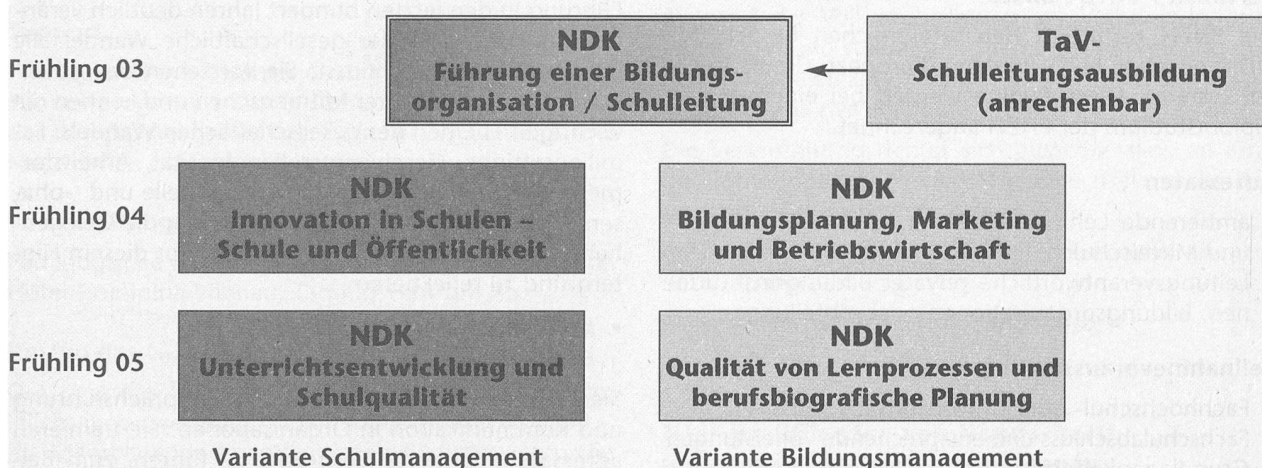 Frühling 03
NDK
Führung einer Bildungs-
organisation / Schulleitung
TaV-
Schulleitungsausbildung
(anrechenbar)
Frühling 04
NDK
Innovation in Schulen –
Schule und Öffentlichkeit
NDK
Bildungsplanung, Marketing
und Betriebswirtschaft
Frühling 05
NDK
Unterrichtsentwicklung und
Schulqualität
NDK
Qualität von Lernprozessen und
berufsbiografische Planung
Variante Schulmanagement
Variante Bildungsmanagement